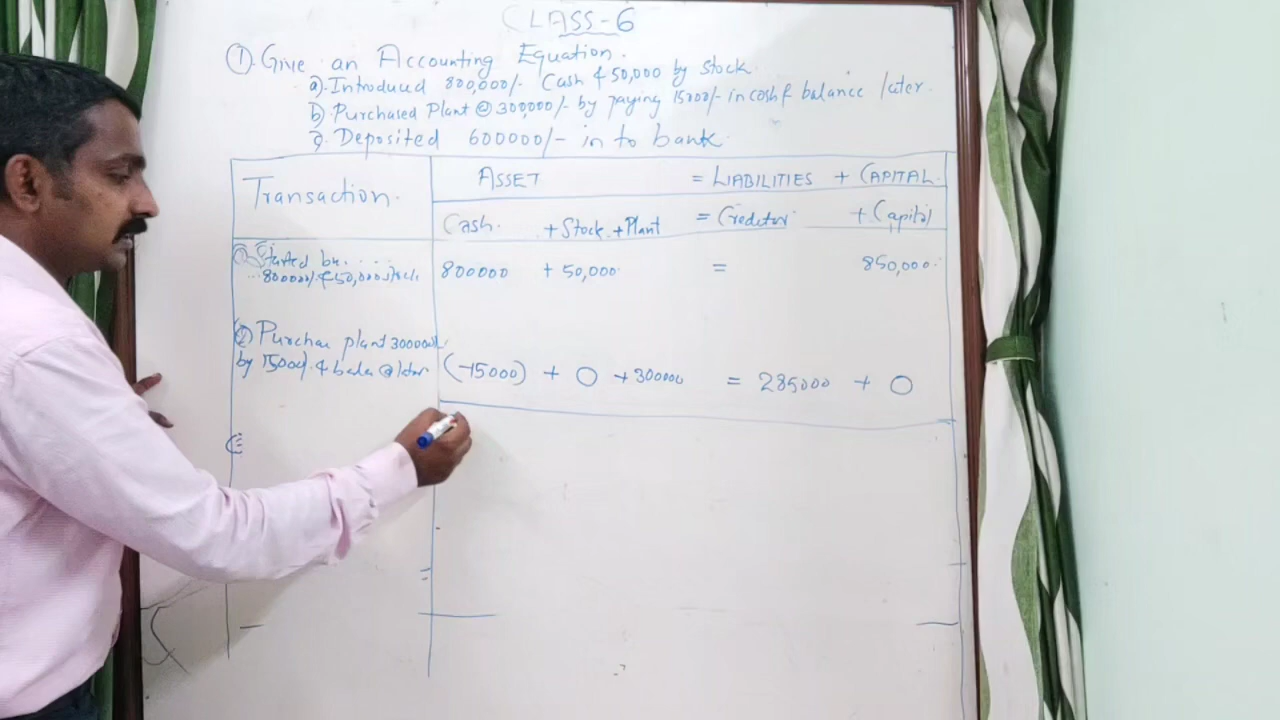 CLASS-6
① Give an Accounting Equation.
a). Introduced 800,000/- Cash & 50,000 by stock.
b). Purchased Plant @ 300,000/- by paying 15000/- in cash & balance later.
c). Deposited 600000/- in to bank.
Transaction.
ASSET = LIABILITIES + CAPITAL.
Cash. + Stock + Plant = Creditor + Capital
① Started
800000/- & 50,000 stock
800000 + 50,000 = 850,000.
② Purchase plant 300000
by 15000/- & @ later
(-15000) + 0 + 300000 = 285000 + 0